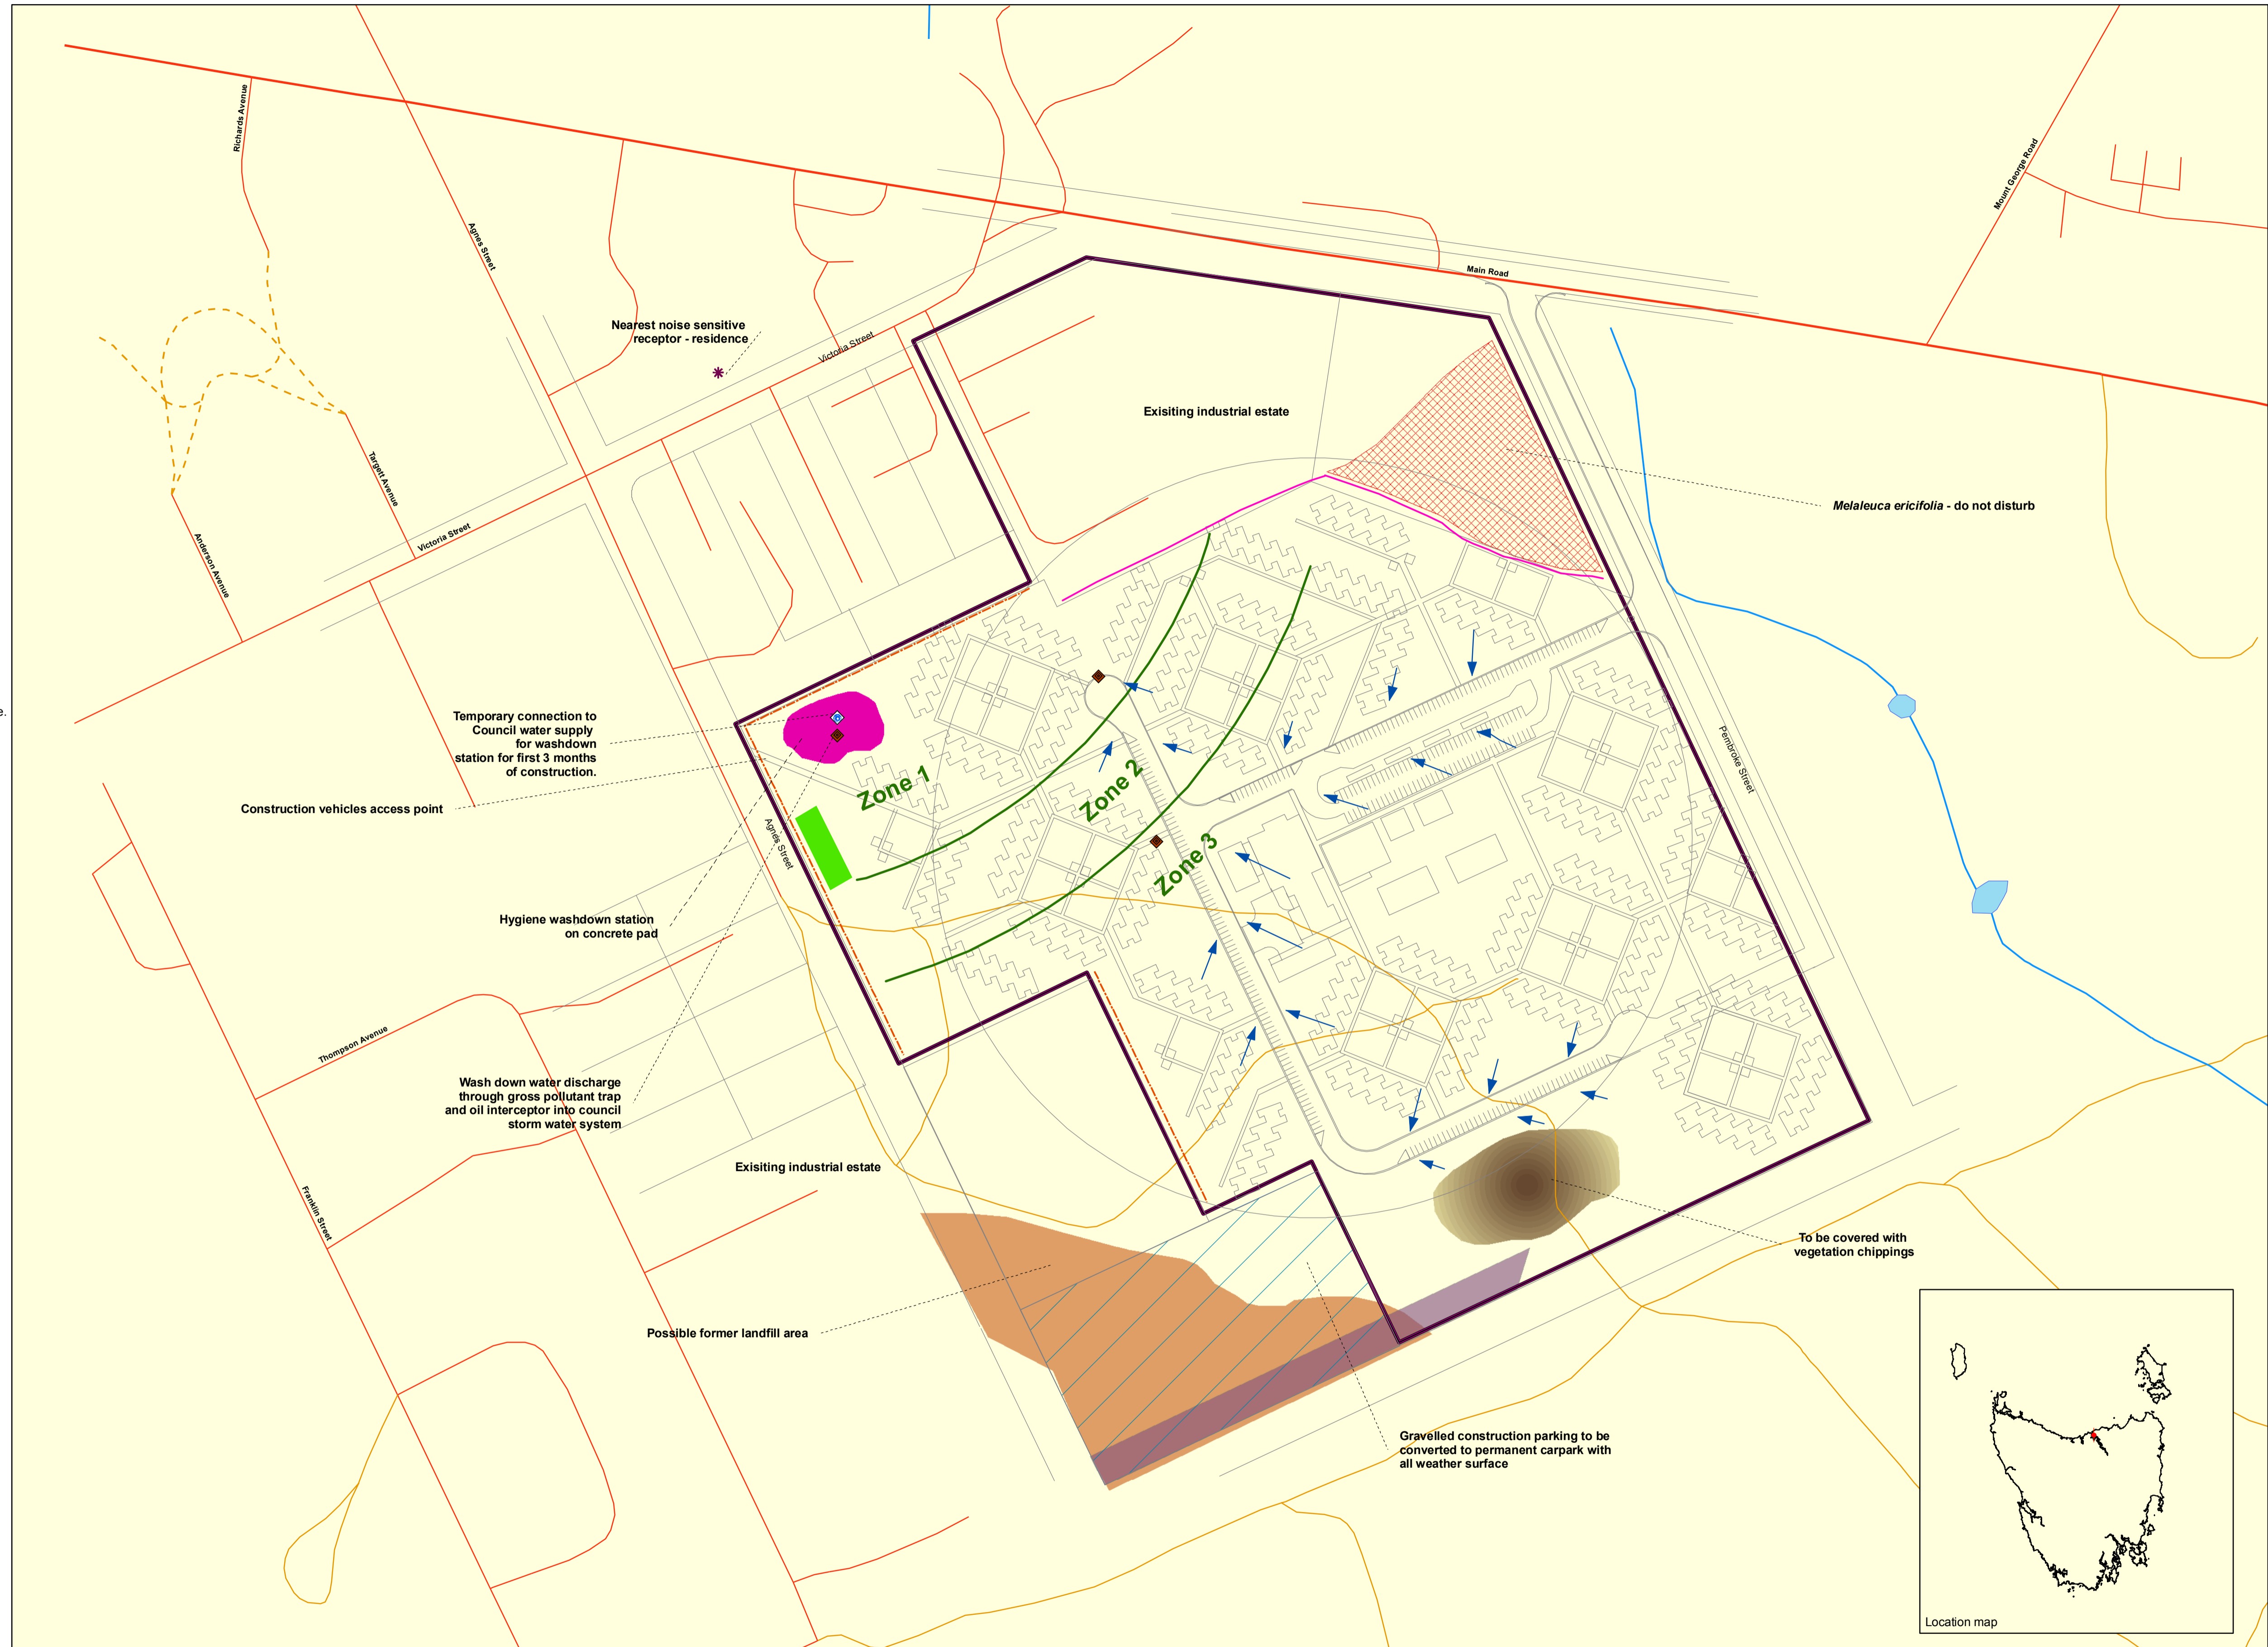 Richards Avenue
Mount George Road
Agnes Street
Main Road
Nearest noise sensitive
receptor - residence
Victoria Street
Exisiting industrial estate
Targett Avenue
Melaleuca ericifolia - do not disturb
Victoria Street
Anderson Avenue
e.
Temporary connection to
Council water supply
for washdown
station for first 3 months
of construction.
Pembroke Street
Zone 1
Zone 2
Zone 3
Construction vehicles access point
Agnes Street
Hygiene washdown station
on concrete pad
Thompson Avenue
Wash down water discharge
through gross pollutant trap
and oil interceptor into council
storm water system
Exisiting industrial estate
Franklin Street
To be covered with
vegetation chippings
Possible former landfill area
Gravelled construction parking to be
converted to permanent carpark with
all weather surface
Location map